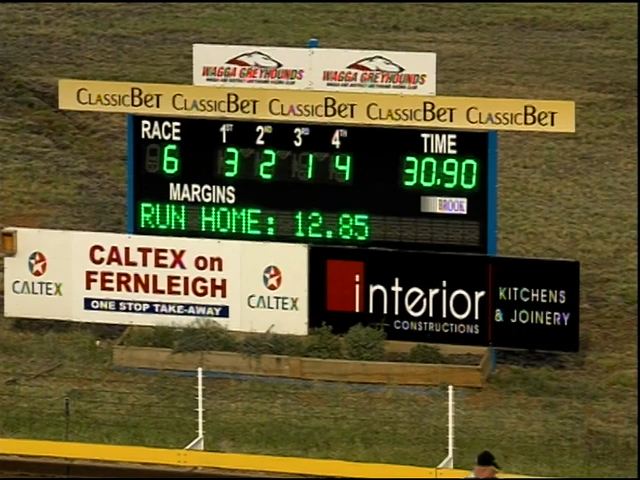 WAGGA GREYHOUNDS WAGGA GREYHOUNDS
CLASSICBET CLASSICBET CLASSICBET CLASSICBET CLASSICBET
RACE 1ST 2ND 3RD 4TH TIME
6 3 2 1 4 30.90
MARGINS BROOK
RUN HOME: 12.85
CALTEX on
FERNLEIGH
ONE STOP TAKE-AWAY
CALTEX CALTEX
interior
CONSTRUCTIONS
KITCHENS
& JOINERY